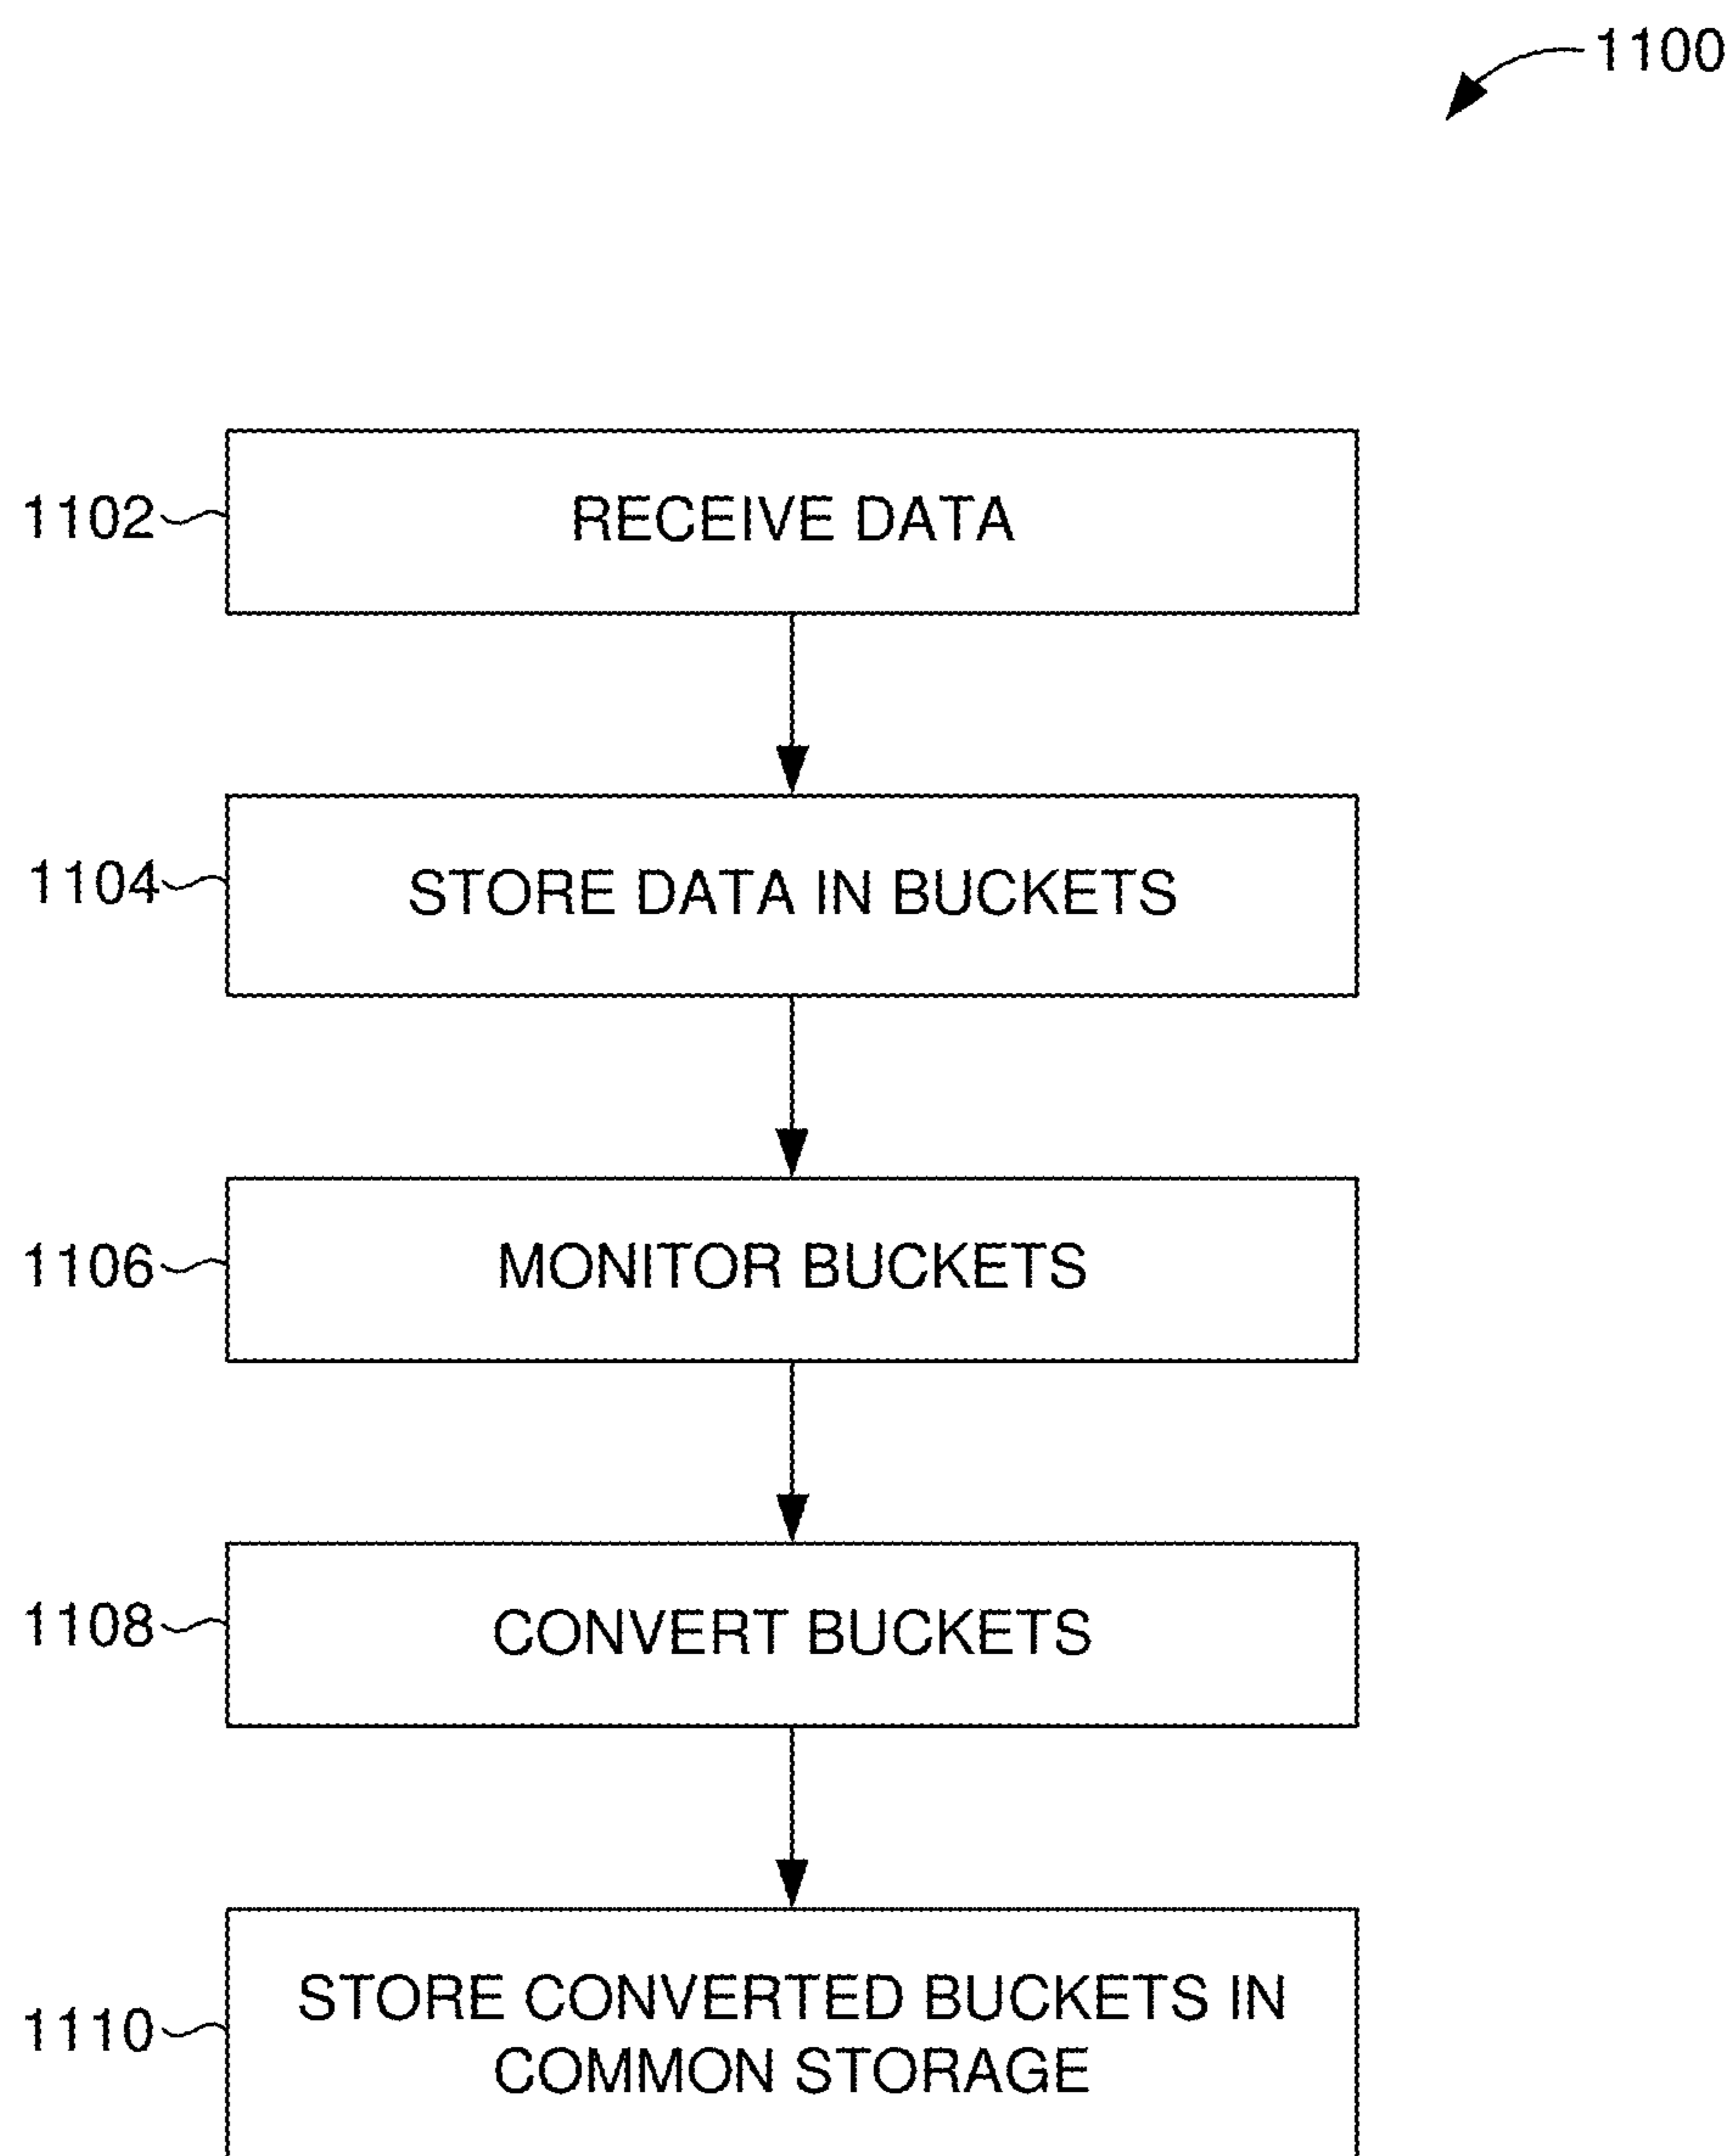 1100
1102
RECEIVE DATA
1104
STORE DATA IN BUCKETS
1106
MONITOR BUCKETS
1108
CONVERT BUCKETS
1110
STORE CONVERTED BUCKETS IN
COMMON STORAGE